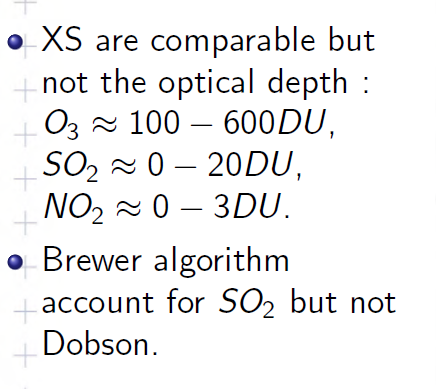 XS are comparable but
not the optical depth :
O₃ ≈ 100 – 600DU,
SO₂ ≈ 0 – 20DU,
NO₂ ≈ 0 – 3DU.
Brewer algorithm
account for SO₂ but not
Dobson.